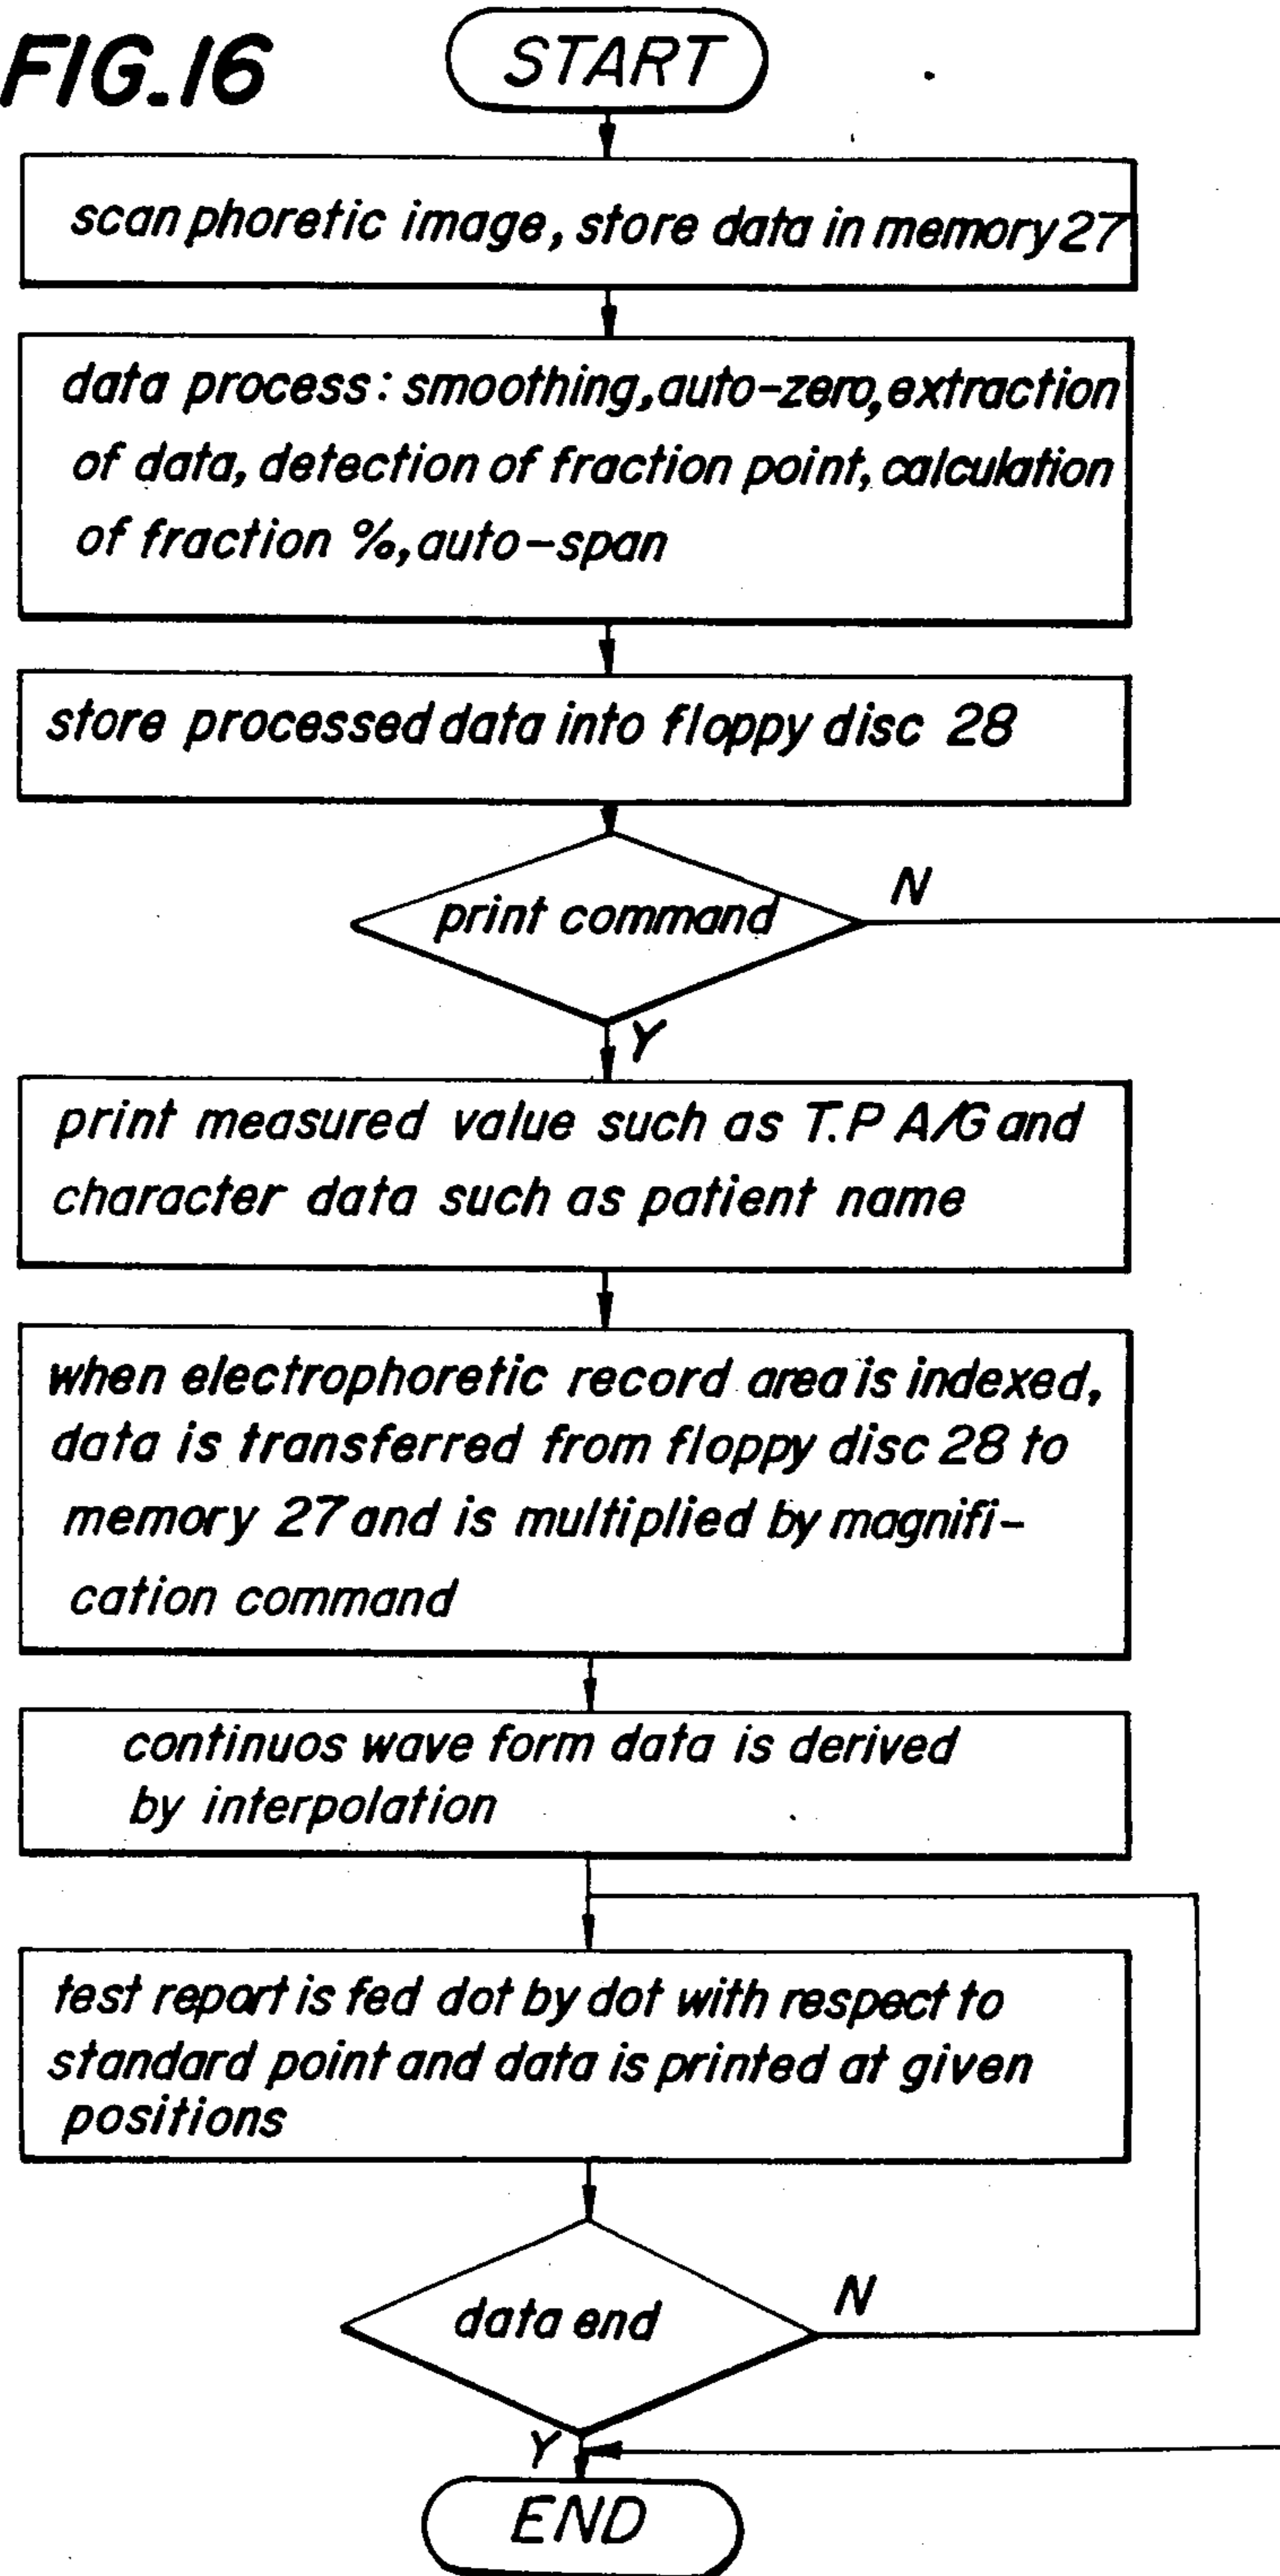 FIG.16
START
scan phoretic image, store data in memory 27
data process: smoothing, auto-zero, extraction
of data, detection of fraction point, calculation
of fraction %, auto-span
store processed data into floppy disc 28
print command
N
Y
print measured value such as T.P A/G and
character data such as patient name
when electrophoretic record area is indexed,
data is transferred from floppy disc 28 to
memory 27 and is multiplied by magnifi-
cation command
continuos wave form data is derived
by interpolation
test report is fed dot by dot with respect to
standard point and data is printed at given
positions
data end
N
Y
END